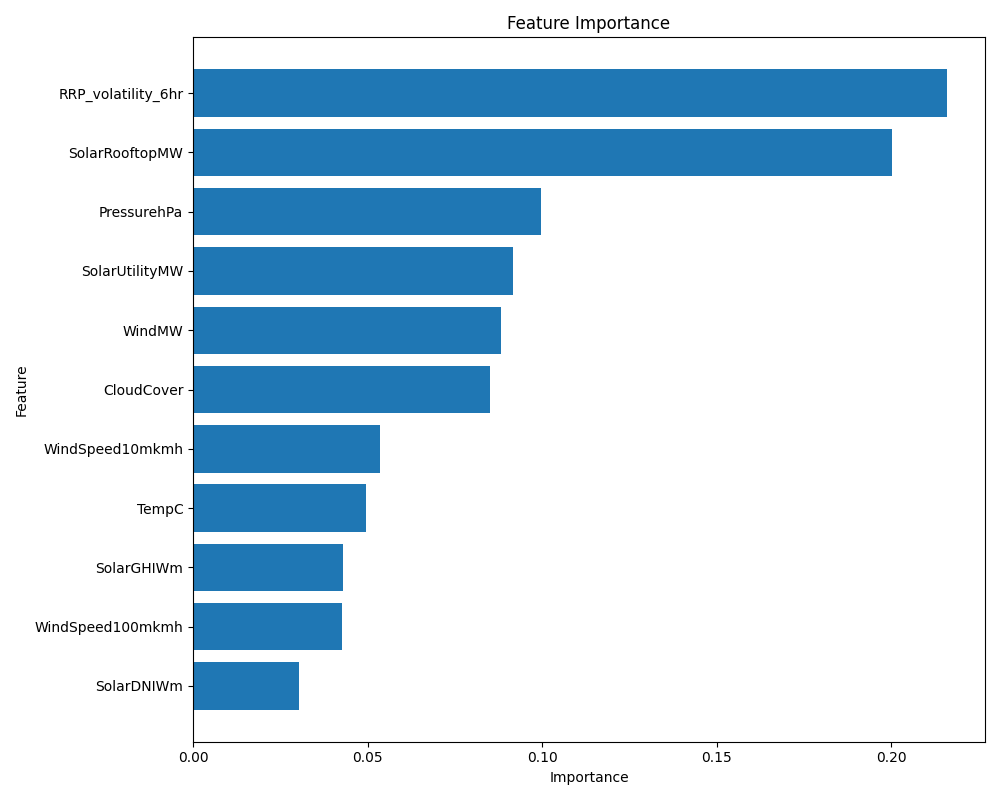 Feature Importance
Feature
RRP_volatility_6hr
SolarRooftopMW
PressurehPa
SolarUtilityMW
WindMW
CloudCover
WindSpeed10mkmh
TempC
SolarGHIWm
WindSpeed100mkmh
SolarDNIWm
0.00 0.05 0.10 0.15 0.20
Importance